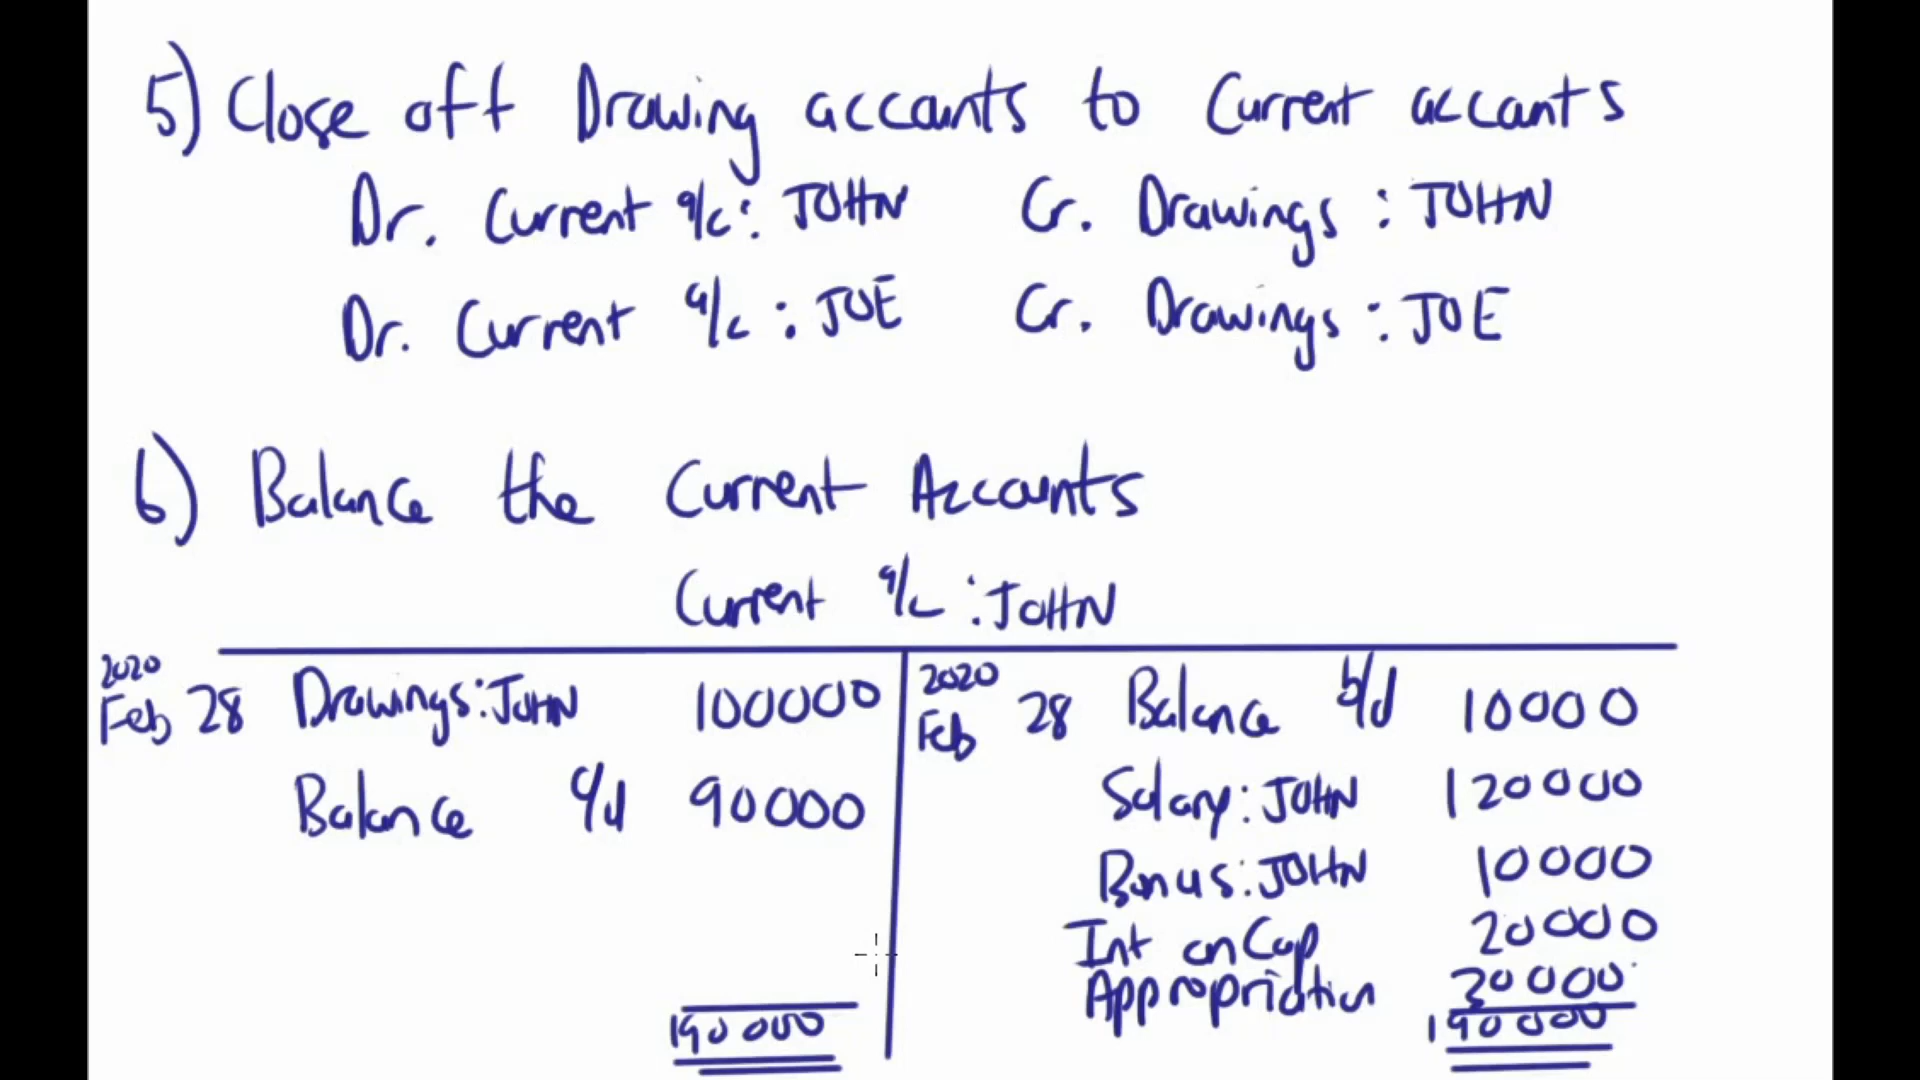 5) Close off Drawing accounts to Current accounts
Dr. Current a/c : JOHN Cr. Drawings : JOHN
Dr. Current a/c : JOE Cr. Drawings : JOE
6) Balance the Current Accounts
Current a/c : JOHN
2020 Feb 28 Drawings: JOHN 100000 2020 Feb 28 Balance b/d 10000
Balance c/d 90000 Salary: JOHN 120000
Bonus: JOHN 10000
Int on Cap 20000
Appropriation 30000
190000 190000